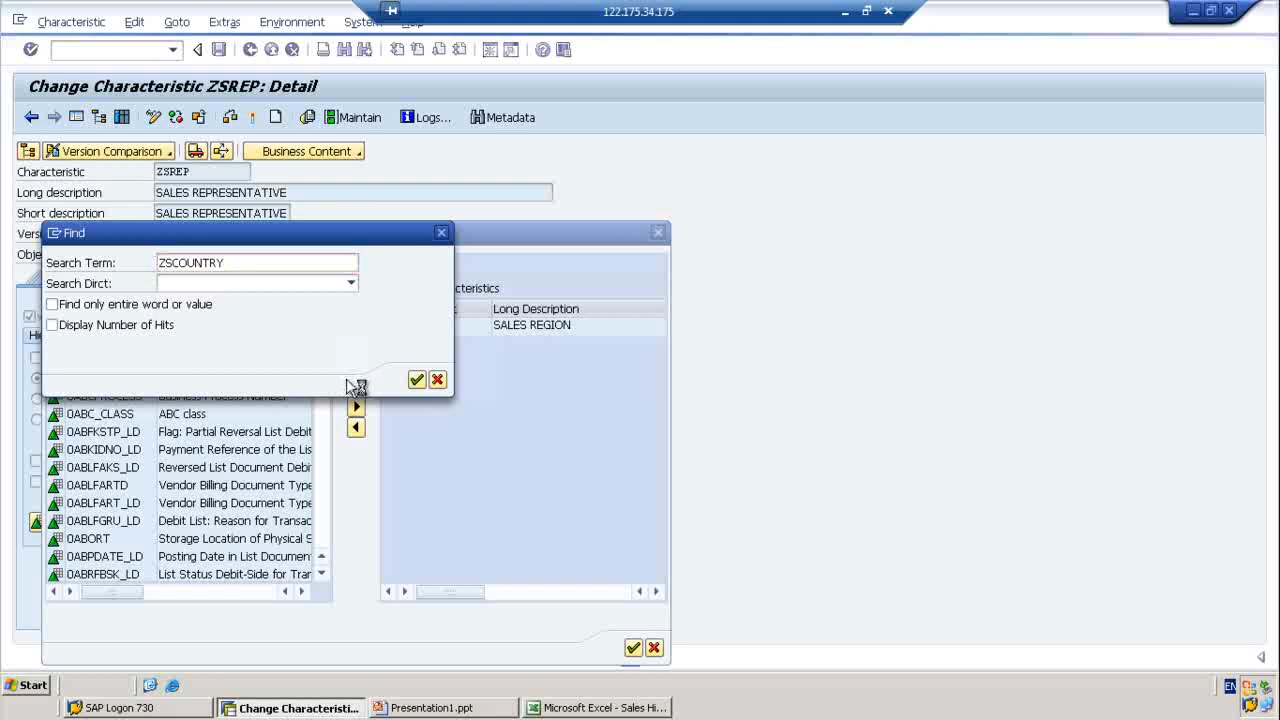 122.175.34.175
Characteristic Edit Goto Extras Environment System
Change Characteristic ZSREP: Detail
Maintain Logs... Metadata
Version Comparison Business Content
Characteristic ZSREP
Long description SALES REPRESENTATIVE
Short description SALES REPRESENTATIVE
Find
Search Term: ZSCOUNTRY
Search Dirct:
Find only entire word or value
Display Number of Hits
Long Description
SALES REGION
0ABC_CLASS ABC class
0ABFKSTP_LD Flag: Partial Reversal List Debit
0ABKIDNO_LD Payment Reference of the Lis
0ABLFAKS_LD Reversed List Document Debi
0ABLFARTD Vendor Billing Document Type
0ABLFART_LD Vendor Billing Document Type
0ABLFGRU_LD Debit List: Reason for Transac
0ABORT Storage Location of Physical S
0ABPDATE_LD Posting Date in List Documen
0ABRFBSK_LD List Status Debit-Side for Tran
Start
EN
SAP Logon 730 Change Characteristi... Presentation1.ppt Microsoft Excel - Sales Hi...